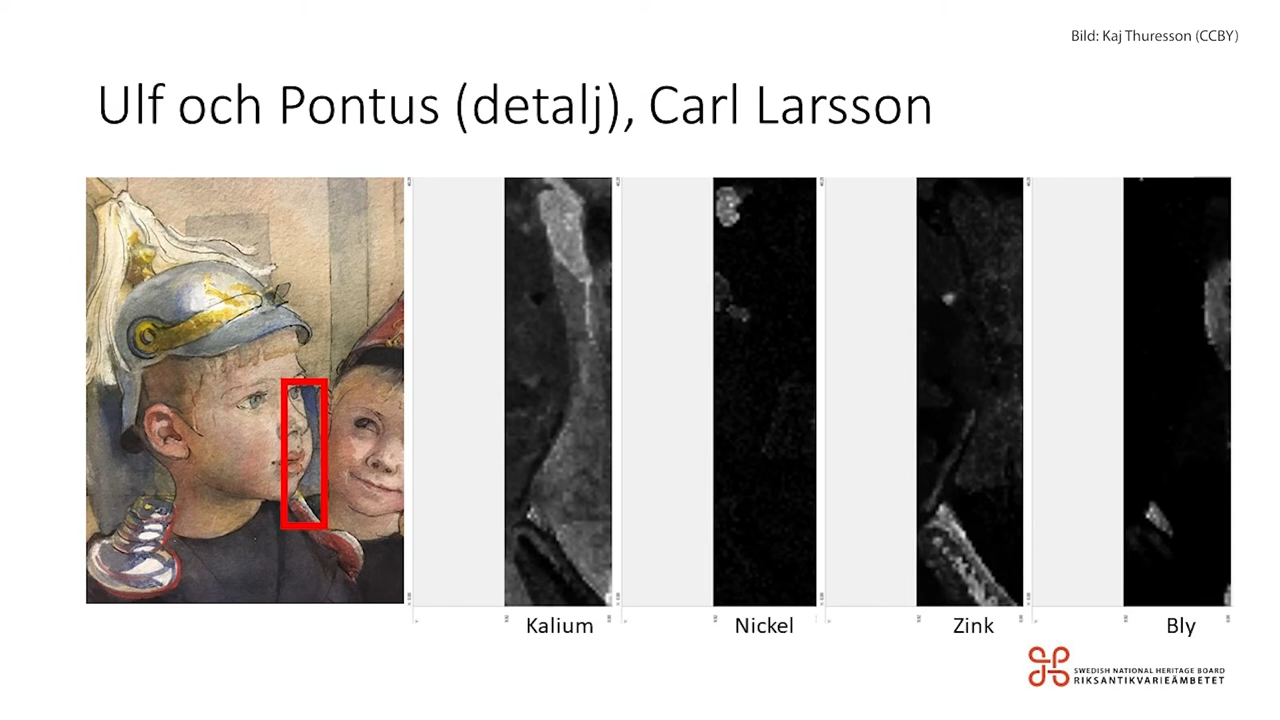 Bild: Kaj Thuresson (CCBY)
Ulf och Pontus (detalj), Carl Larsson
Kalium
Nickel
Zink
Bly
SWEDISH NATIONAL HERITAGE BOARD
RIKSANTIKVARIEÄMBETET